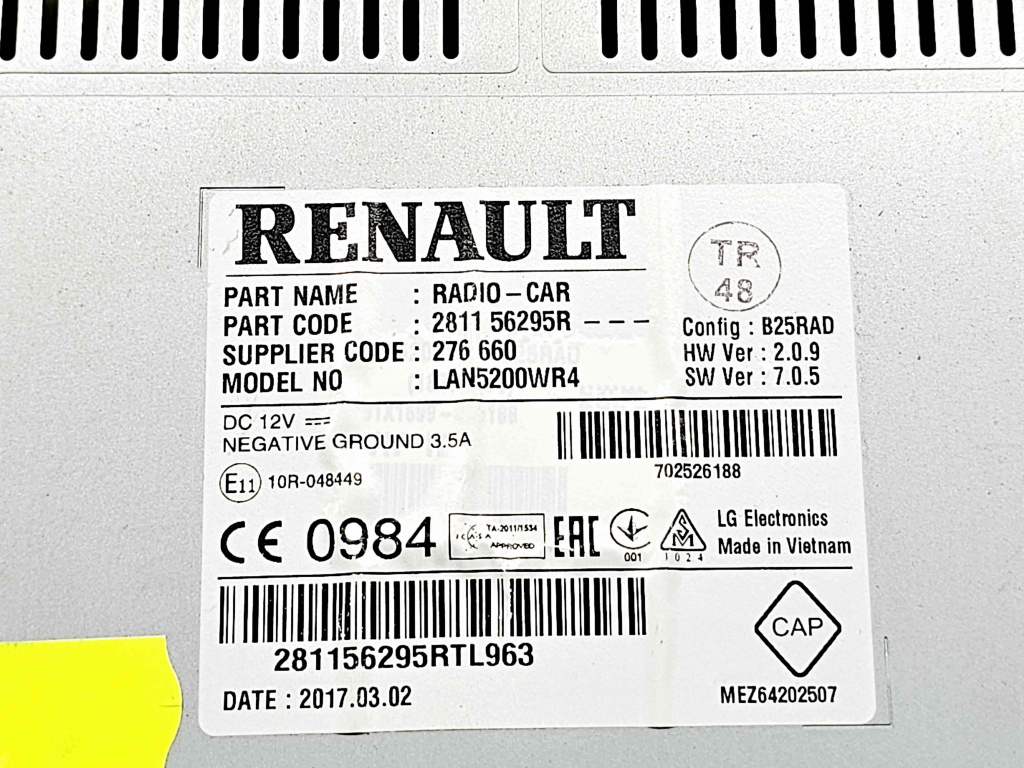 RENAULT
TR
48
PART NAME : RADIO-CAR
PART CODE : 281156295R ---
SUPPLIER CODE : 276 660
MODEL NO : LAN5200WR4
Config : B25RAD
HW Ver : 2.0.9
SW Ver : 7.0.5
DC 12V
NEGATIVE GROUND 3.5A
702526188
E11 10R-048449
CE 0984
ICASA
TA-2011/1534
APPROVED
EAC
001
SM
1024
LG Electronics
Made in Vietnam
281156295RTL963
CAP
DATE : 2017.03.02
MEZ64202507